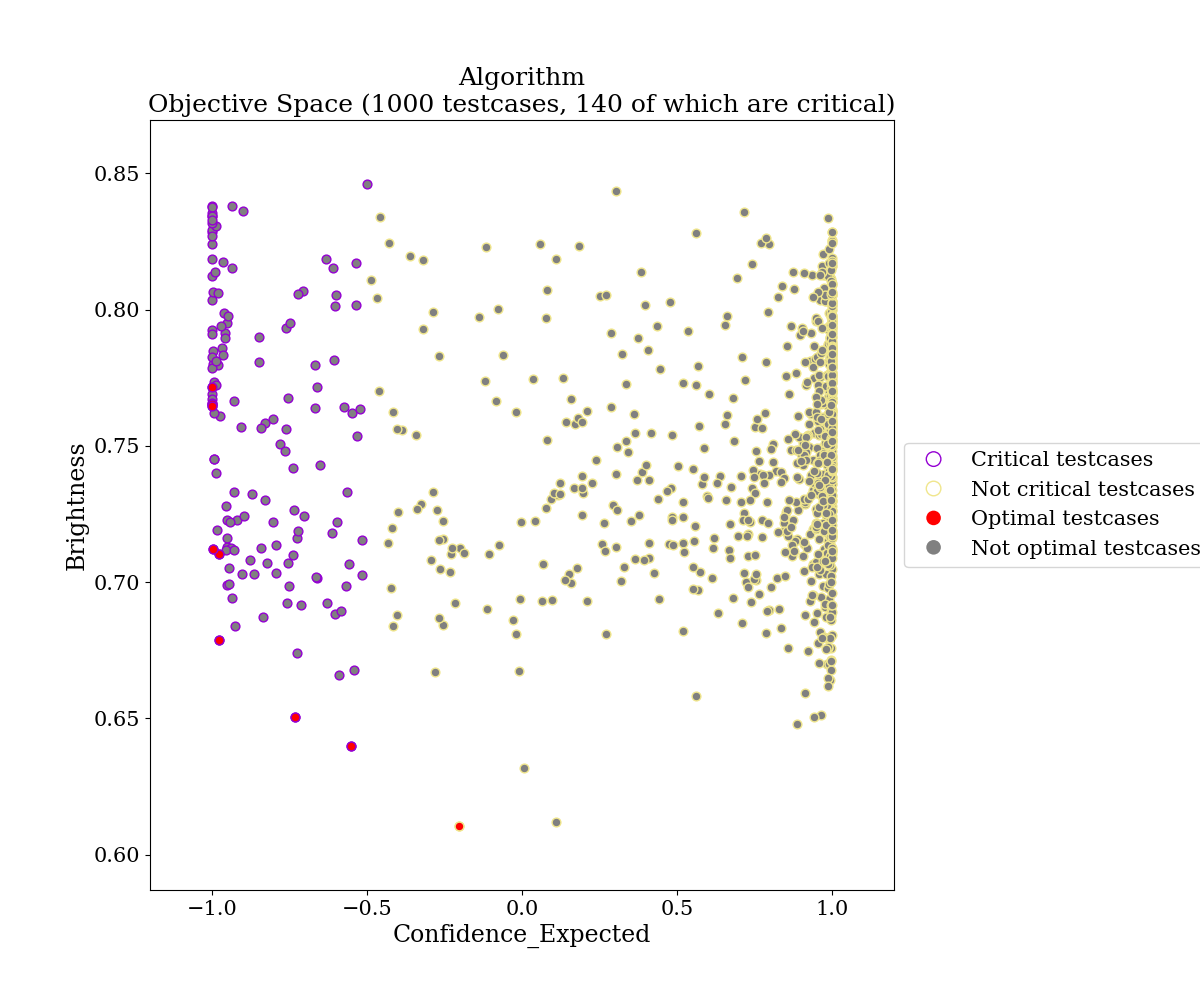 Algorithm
Objective Space (1000 testcases, 140 of which are critical)
0.85
0.80
0.75
0.70
0.65
0.60
Brightness
−1.0
−0.5
0.0
0.5
1.0
Confidence_Expected
Critical testcases
Not critical testcases
Optimal testcases
Not optimal testcases